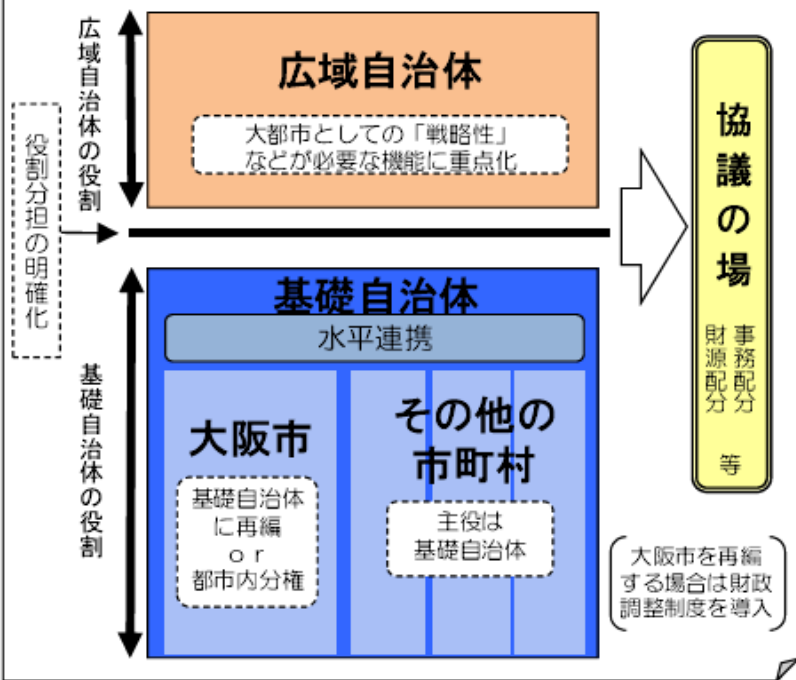 広域自治体の役割
広域自治体
大都市としての「戦略性」
などが必要な機能に重点化
役割分担の明確化
基礎自治体の役割
基礎自治体
水平連携
大阪市
基礎自治体
に再編
or
都市内分権
その他の
市町村
主役は
基礎自治体
協議の場
事務配分
財源配分
等
大阪市を再編
する場合は財政
調整制度を導入